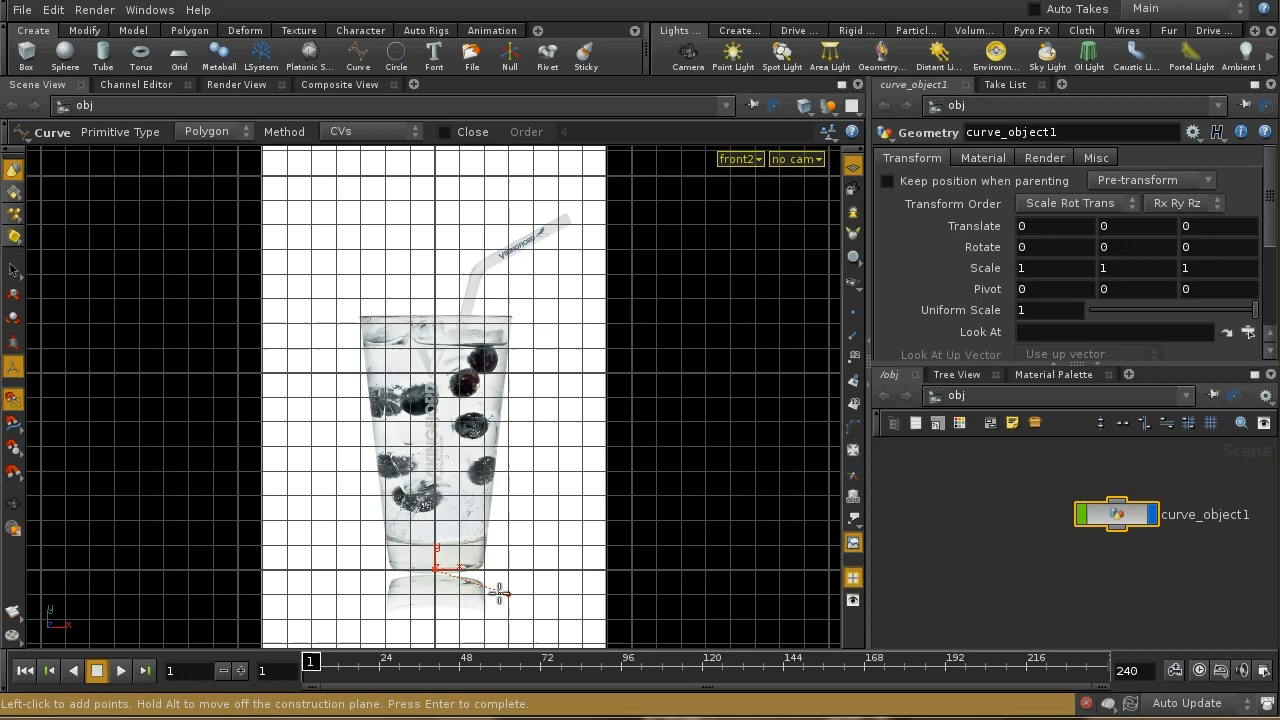 File Edit Render Windows Help Auto Takes Main
Create Modify Model Polygon Deform Texture Character Auto Rigs Animation Lights ... Create... Drive ... Rigid ... Particl... Volum... Pyro FX Cloth Wires Fur Drive ...
Box Sphere Tube Torus Grid Metaball LSystem Platonic S... Curve Circle Font File Null Rivet Sticky Camera Point Light Spot Light Area Light Geometry... Distant Li... Environm... Sky Light GI Light Caustic Li... Portal Light Ambient L
Scene View Channel Editor Render View Composite View curve_object1 Take List
obj obj
Curve Primitive Type Polygon Method CVs Close Order 4 Geometry curve_object1
front2 no cam
Transform Material Render Misc
Keep position when parenting Pre-transform
Transform Order Scale Rot Trans Rx Ry Rz
Translate 0 0 0
Rotate 0 0 0
Scale 1 1 1
Pivot 0 0 0
Uniform Scale 1
Look At
Look At Up Vector Use up vector
/obj Tree View Material Palette
obj
Scene
VIKINGFJORD
VIKINGFJORD
curve_object1
y
x
y
x
1 1 1 24 48 72 96 120 144 168 192 216 240
Left-click to add points. Hold Alt to move off the construction plane. Press Enter to complete. Auto Update